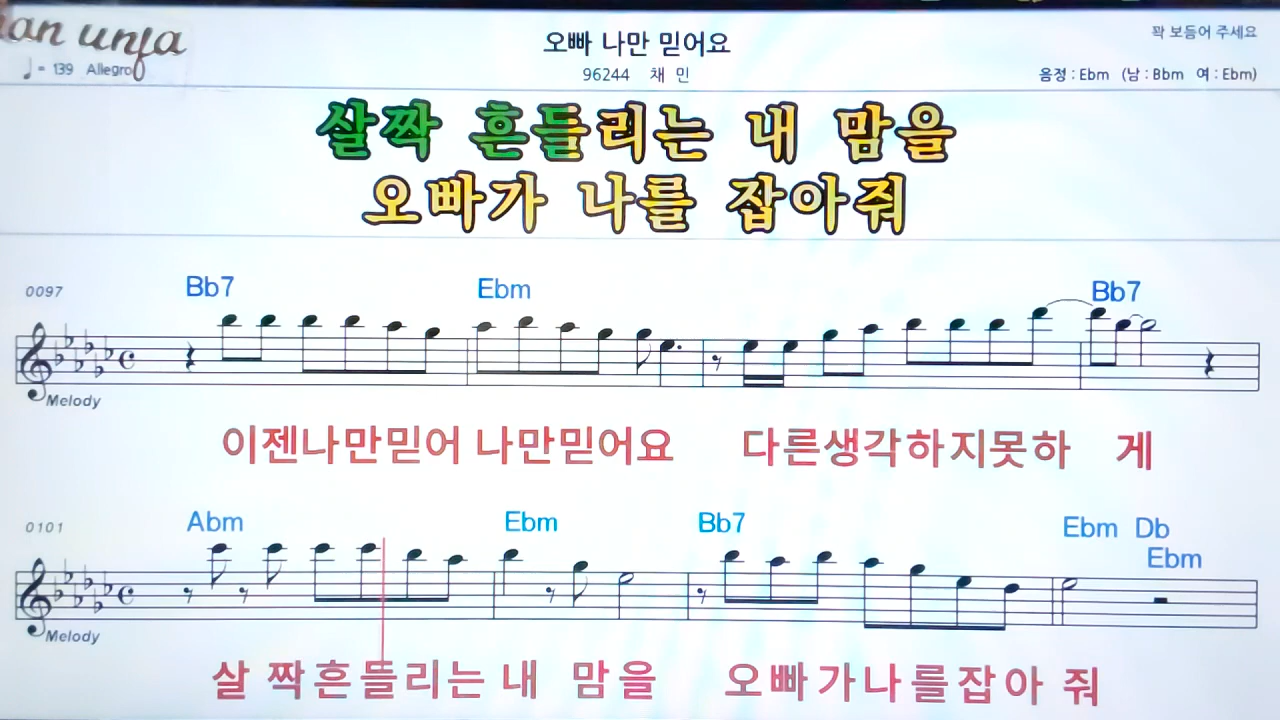 오빠 나만 믿어요
꽉 보듬어 주세요
= 139 Allegro
96244 채 민
음정 : Ebm (남 : Bbm 여 : Ebm)
살짝 흔들리는 내 맘을
오빠가 나를 잡아줘
0097 Bb7 Ebm Bb7
Melody
이젠나만믿어 나만믿어요 다른생각하지못하 게
0101 Abm Ebm Bb7 Ebm Db
Ebm
Melody
살 짝흔들리는 내 맘을 오빠가나를잡아 줘